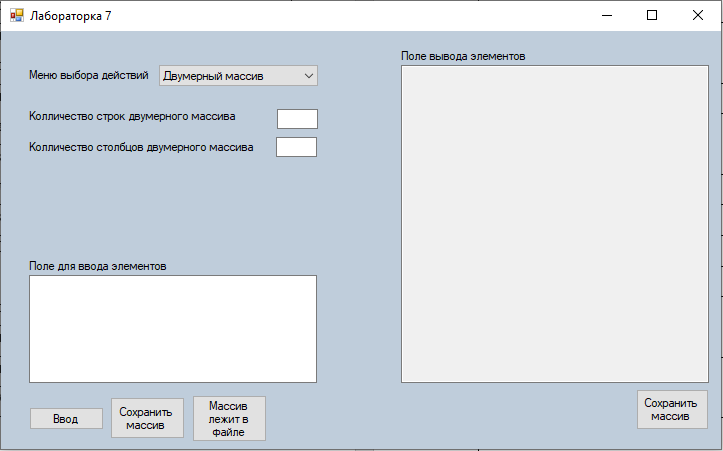 Лабораторка 7
Поле вывода элементов
Меню выбора действий
Двумерный массив
Колличество строк двумерного массива
Колличество столбцов двумерного массива
Поле для ввода элементов
Ввод
Сохранить
массив
Массив
лежит в
файле
Сохранить
массив